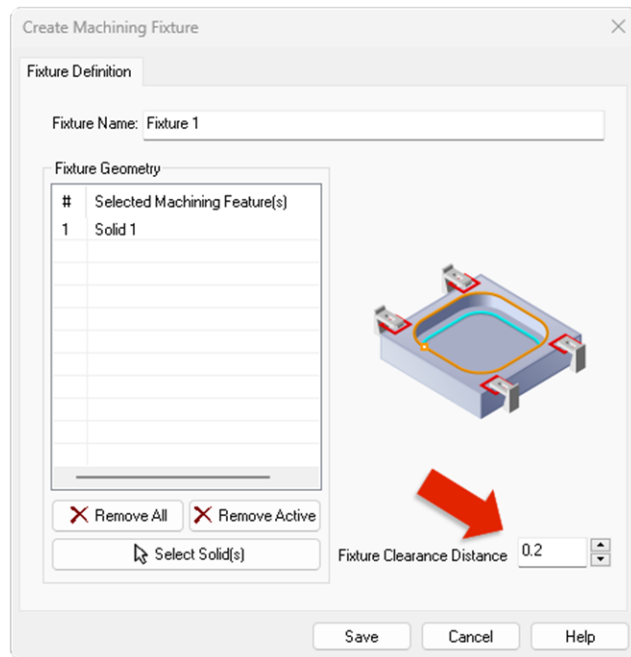 Create Machining Fixture
Fixture Definition
Fixture Name: Fixture 1
Fixture Geometry
# Selected Machining Feature(s)
1 Solid 1
Remove All Remove Active
Select Solid(s)
Fixture Clearance Distance 0.2
Save Cancel Help